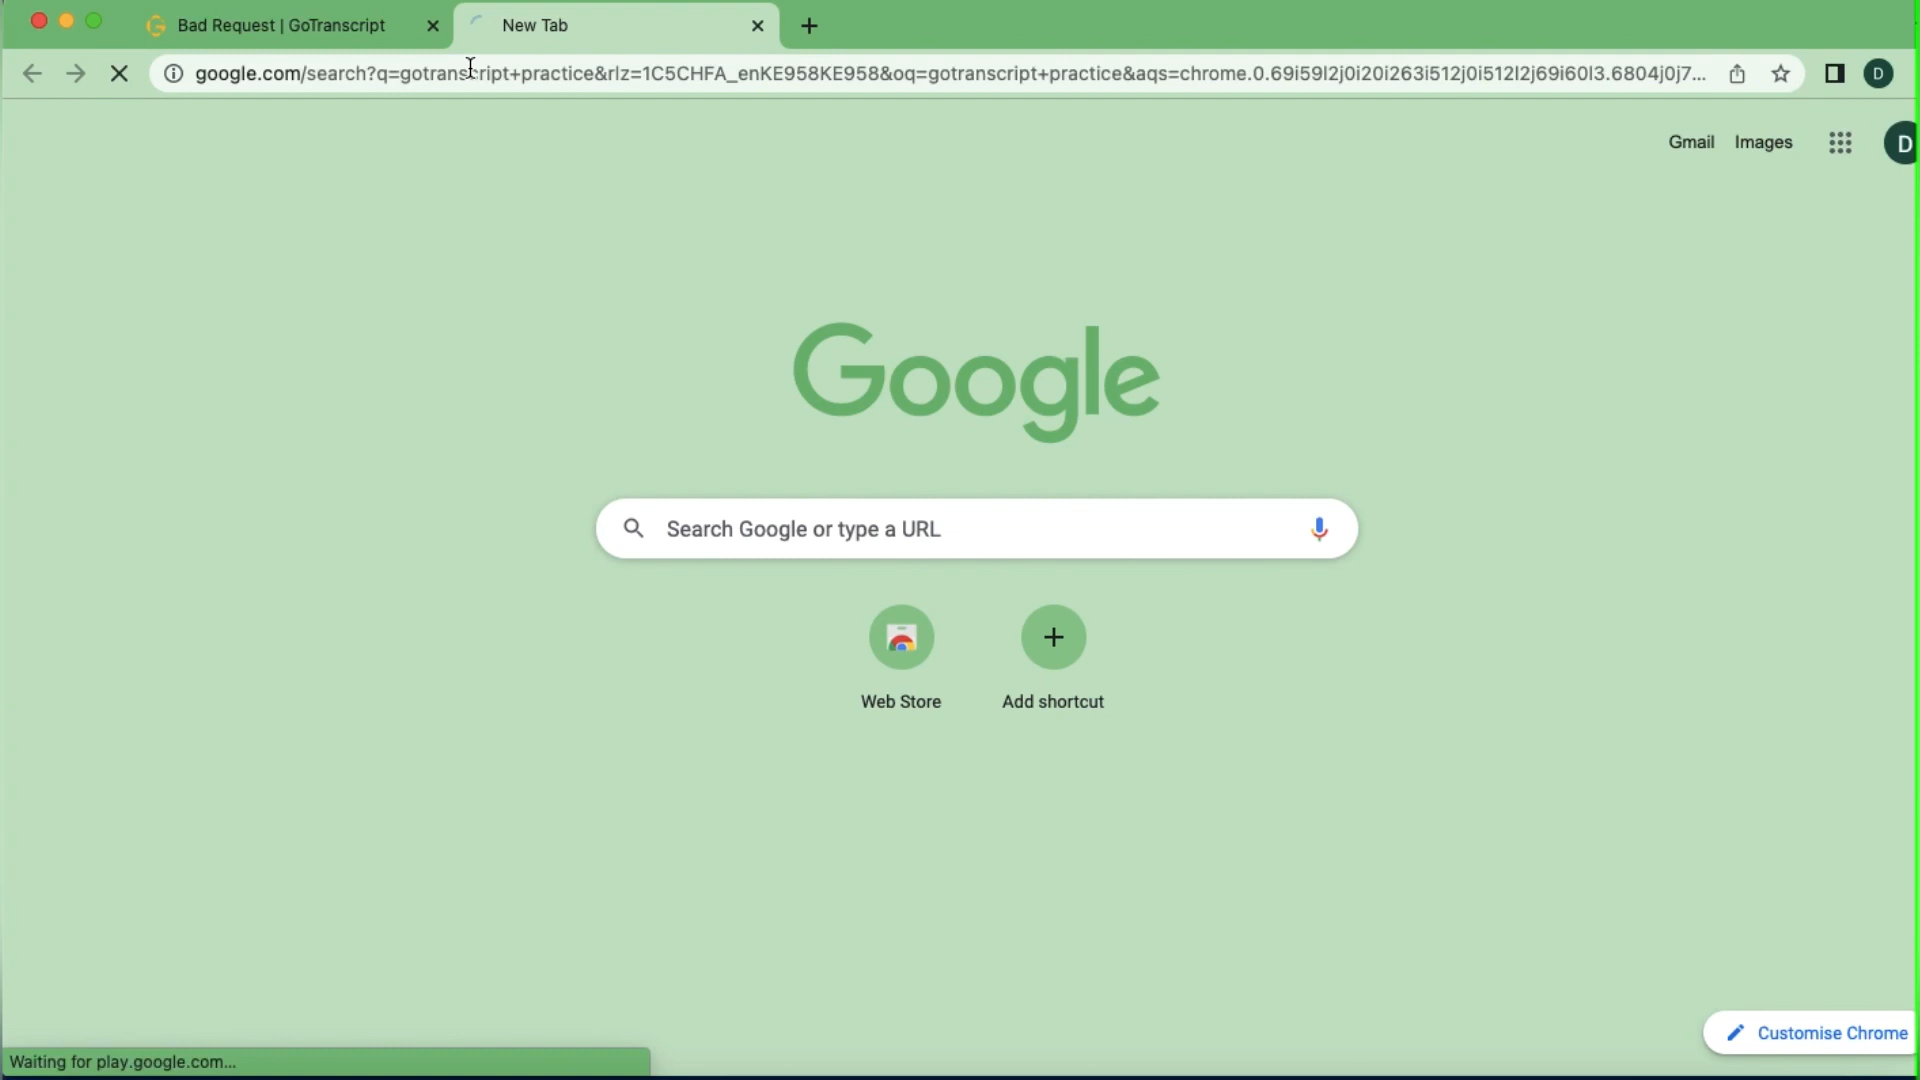 Bad Request | GoTranscript
New Tab
google.com/search?q=gotranscript+practice&rlz=1C5CHFA_enKE958KE958&oq=gotranscript+practice&aqs=chrome.0.69i59l2j0i20i263i512j0i512l2j69i60l3.6804j0j7...
D
Gmail Images
D
Google
Search Google or type a URL
Web Store Add shortcut
Customise Chrome
Waiting for play.google.com...